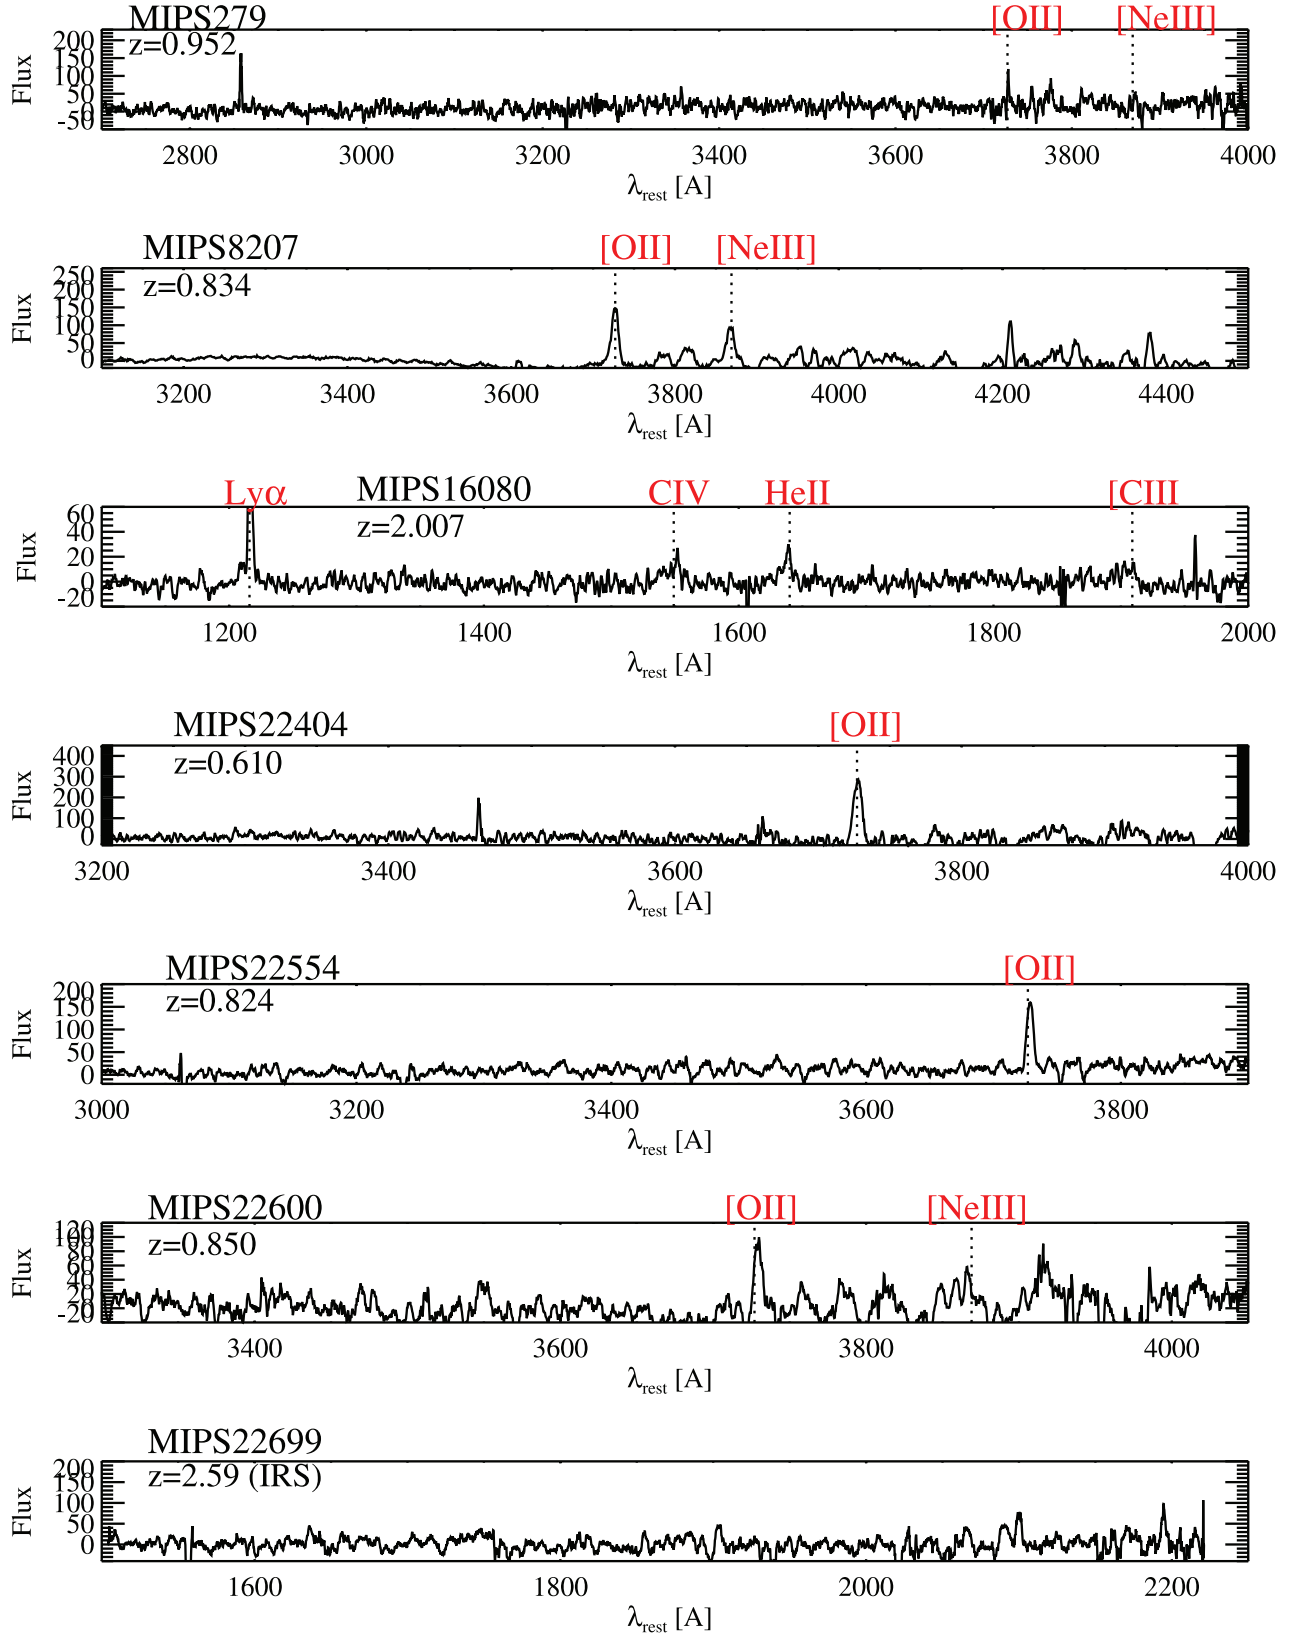 MIPS279
[OII] [NeIII]
z=0.952
200
150
100
50
0
-50
Flux
2800 3000 3200 3400 3600 3800 4000
λrest [A]
MIPS8207
[OII] [NeIII]
z=0.834
250
200
150
100
50
0
Flux
3200 3400 3600 3800 4000 4200 4400
λrest [A]
MIPS16080
Lyα CIV HeII [CIII
z=2.007
60
40
20
0
-20
Flux
1200 1400 1600 1800 2000
λrest [A]
MIPS22404
[OII]
z=0.610
400
300
200
100
0
Flux
3200 3400 3600 3800 4000
λrest [A]
MIPS22554
[OII]
z=0.824
200
150
100
50
0
Flux
3000 3200 3400 3600 3800
λrest [A]
MIPS22600
[OII] [NeIII]
z=0.850
120
100
80
60
40
20
0
-20
Flux
3400 3600 3800 4000
λrest [A]
MIPS22699
z=2.59 (IRS)
200
150
100
50
0
Flux
1600 1800 2000 2200
λrest [A]